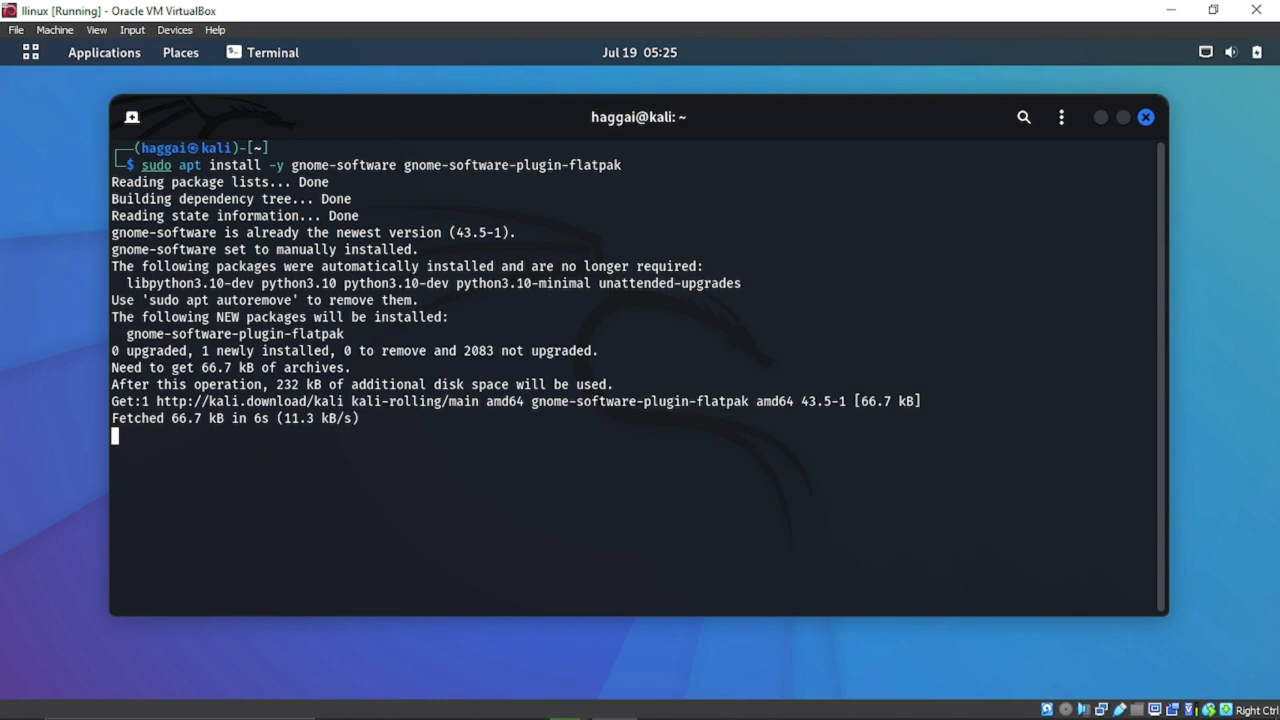 llinux [Running] - Oracle VM VirtualBox
File Machine View Input Devices Help
Applications Places Terminal Jul 19 05:25
haggai@kali: ~
┌──(haggai㉿kali)-[~]
└─$ sudo apt install -y gnome-software gnome-software-plugin-flatpak
Reading package lists... Done
Building dependency tree... Done
Reading state information... Done
gnome-software is already the newest version (43.5-1).
gnome-software set to manually installed.
The following packages were automatically installed and are no longer required:
libpython3.10-dev python3.10 python3.10-dev python3.10-minimal unattended-upgrades
Use 'sudo apt autoremove' to remove them.
The following NEW packages will be installed:
gnome-software-plugin-flatpak
0 upgraded, 1 newly installed, 0 to remove and 2083 not upgraded.
Need to get 66.7 kB of archives.
After this operation, 232 kB of additional disk space will be used.
Get:1 http://kali.download/kali kali-rolling/main amd64 gnome-software-plugin-flatpak amd64 43.5-1 [66.7 kB]
Fetched 66.7 kB in 6s (11.3 kB/s)
Right Ctrl